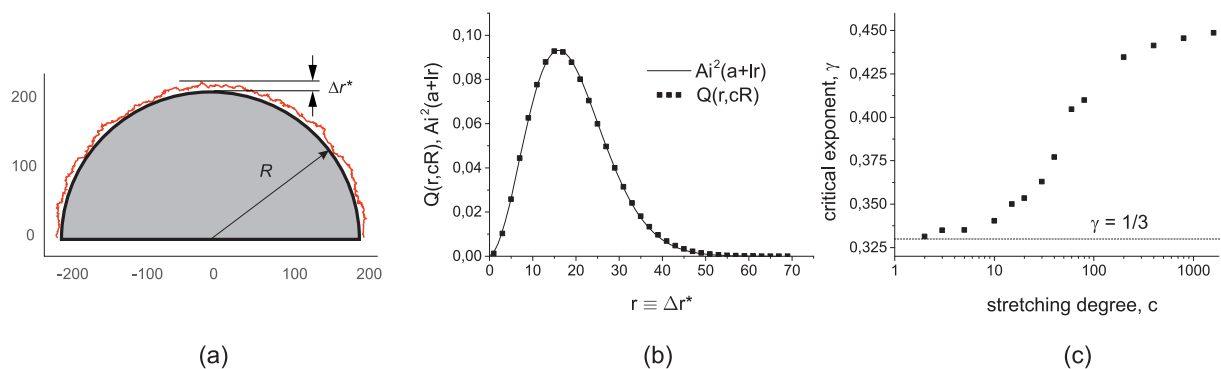 200
100
0
-200
-100
0
100
200
Δr*
R
(a)
0,10
0,08
0,06
0,04
0,02
0,00
0
10
20
30
40
50
60
70
Q(r,cR), Ai²(a+lr)
Ai²(a+lr)
Q(r,cR)
r ≡ Δr*
(b)
0,450
0,425
0,400
0,375
0,350
0,325
1
10
100
1000
critical exponent, γ
γ = 1/3
stretching degree, c
(c)